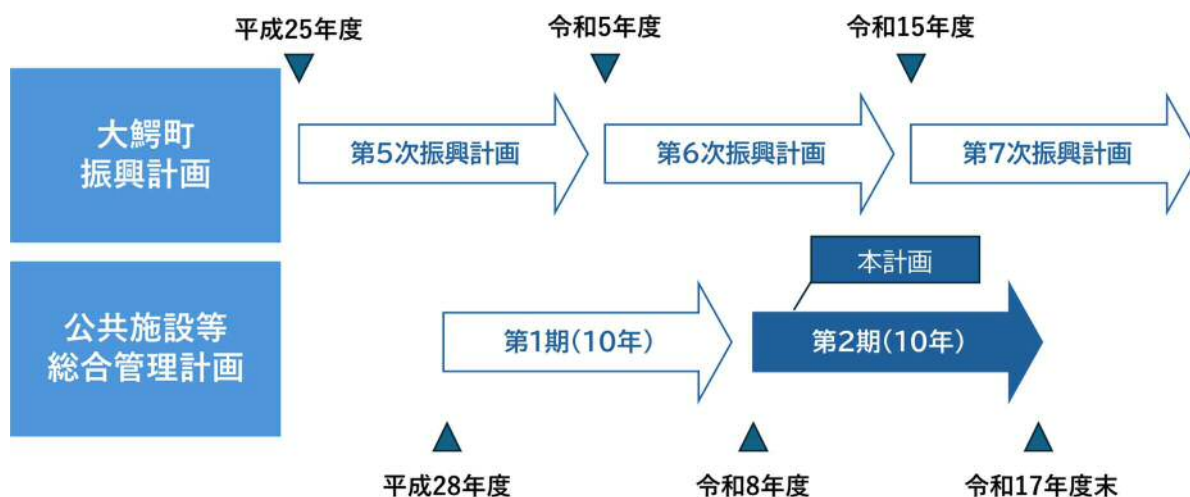 平成25年度
令和5年度
令和15年度
大鰐町
振興計画
第5次振興計画
第6次振興計画
第7次振興計画
本計画
公共施設等
総合管理計画
第1期(10年)
第2期(10年)
平成28年度
令和8年度
令和17年度末